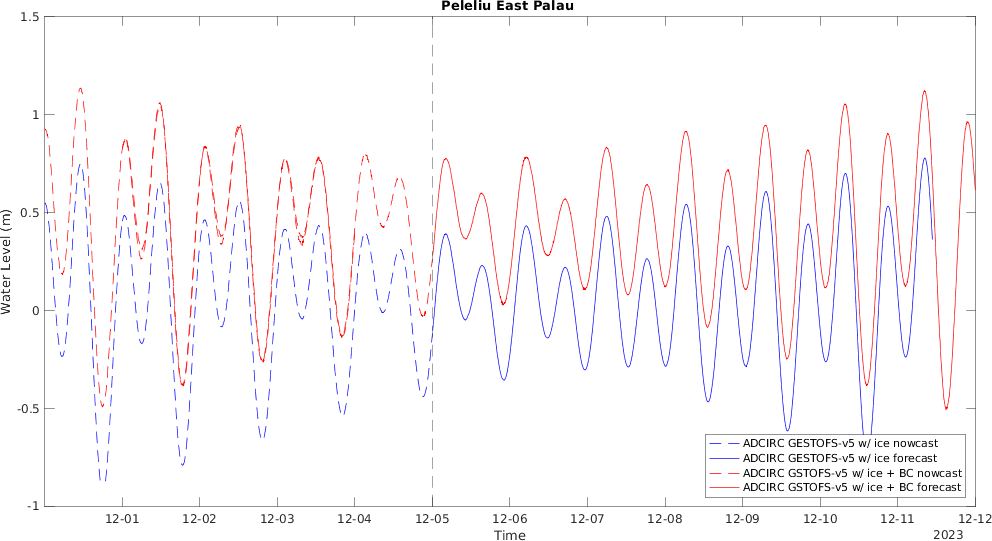 Peleliu East Palau
Water Level (m)
1.5
1
0.5
0
-0.5
-1
12-01
12-02
12-03
12-04
12-05
12-06
12-07
12-08
12-09
12-10
12-11
12-12
2023
Time
ADCIRC GESTOFS-v5 w/ ice nowcast
ADCIRC GESTOFS-v5 w/ ice forecast
ADCIRC GSTOFS-v5 w/ ice + BC nowcast
ADCIRC GSTOFS-v5 w/ ice + BC forecast